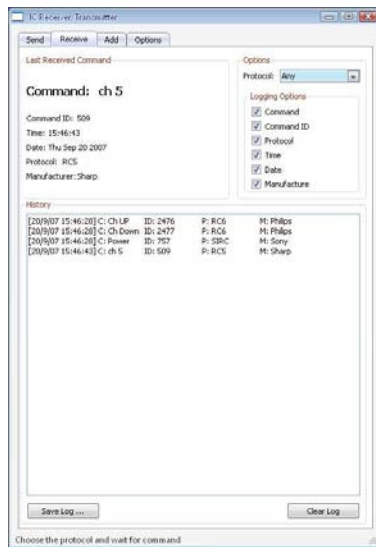 IC Receiver/Transmitter
Send Receive Add Options
Last Received Command
Command: ch 5
Command ID: 509
Time: 15:46:43
Date: Thu Sep 20 2007
Protocol: RC5
Manufacturer: Sharp
Options
Protocol: Any
Logging Options
Command
Command ID
Protocol
Time
Date
Manufacture
History
[20/9/07 15:46:28] C: Ch UP ID: 2476 P: RC6 M: Philips
[20/9/07 15:46:28] C: Ch Down ID: 2477 P: RC6 M: Philips
[20/9/07 15:46:28] C: Power ID: 757 P: SIRC M: Sony
[20/9/07 15:46:43] C: ch 5 ID: 509 P: RC5 M: Sharp
Save Log ... Clear Log
Choose the protocol and wait for command